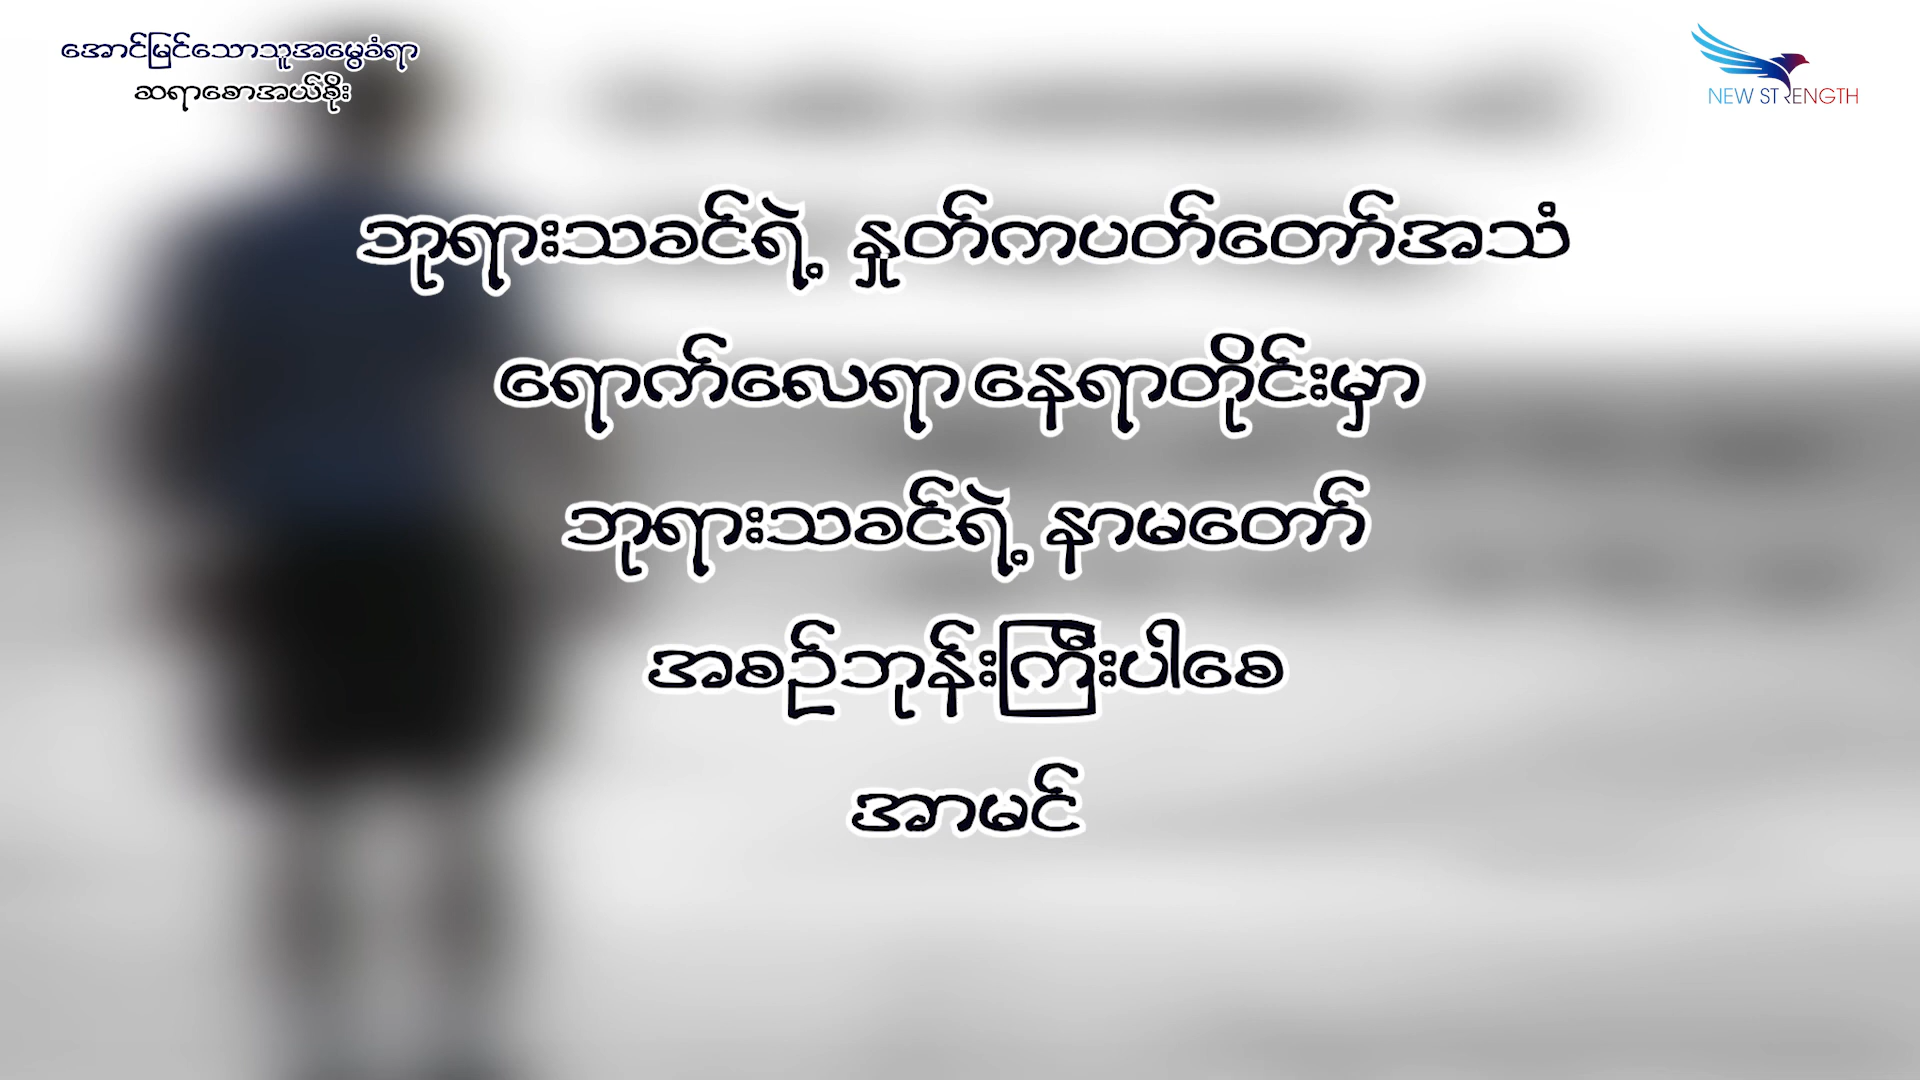 အောင်မြင်သောသူအမွေခံရာ
ဆရာစောအယ်စိုး
NEW STRENGTH
ဘုရားသခင်ရဲ့ နှုတ်ကပတ်တော်အသံ
ရောက်လေရာ နေရာတိုင်းမှာ
ဘုရားသခင်ရဲ့ နာမတော်
အစဉ်ဘုန်းကြီးပါစေ
အာမင်